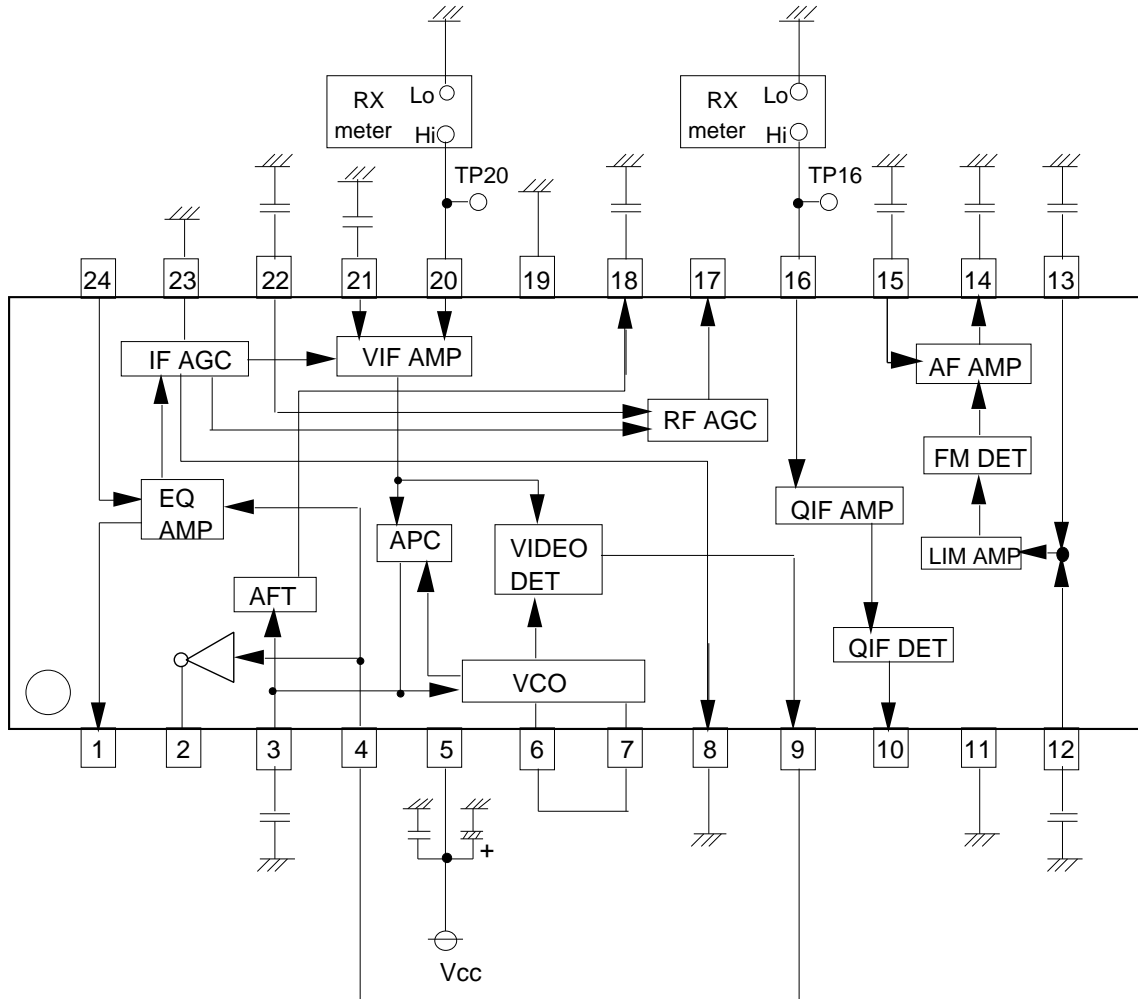 RX Lo
meter Hi
RX Lo
meter Hi
TP20
TP16
24 23 22 21 20 19 18 17 16 15 14 13
IF AGC
VIF AMP
AF AMP
RF AGC
FM DET
EQ
AMP
QIF AMP
APC
VIDEO
DET
LIM AMP
AFT
QIF DET
VCO
1 2 3 4 5 6 7 8 9 10 11 12
+
Vcc